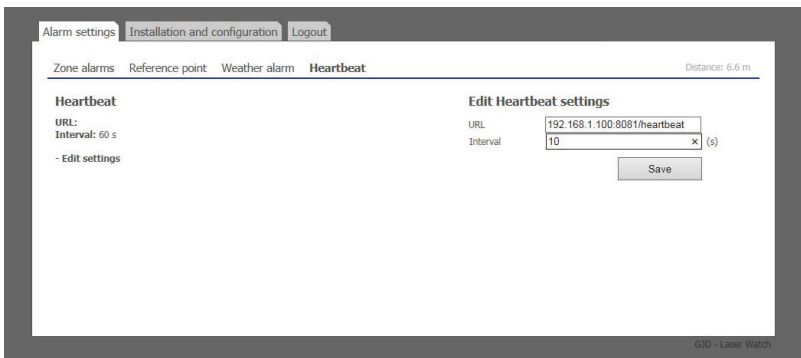 Alarm settings Installation and configuration Logout
Zone alarms Reference point Weather alarm Heartbeat Distance: 6.6 m
Heartbeat
URL:
Interval: 60 s
- Edit settings
Edit Heartbeat settings
URL 192.168.1.100:8081/heartbeat
Interval 10 × (s)
Save
GJD - Laser Watch